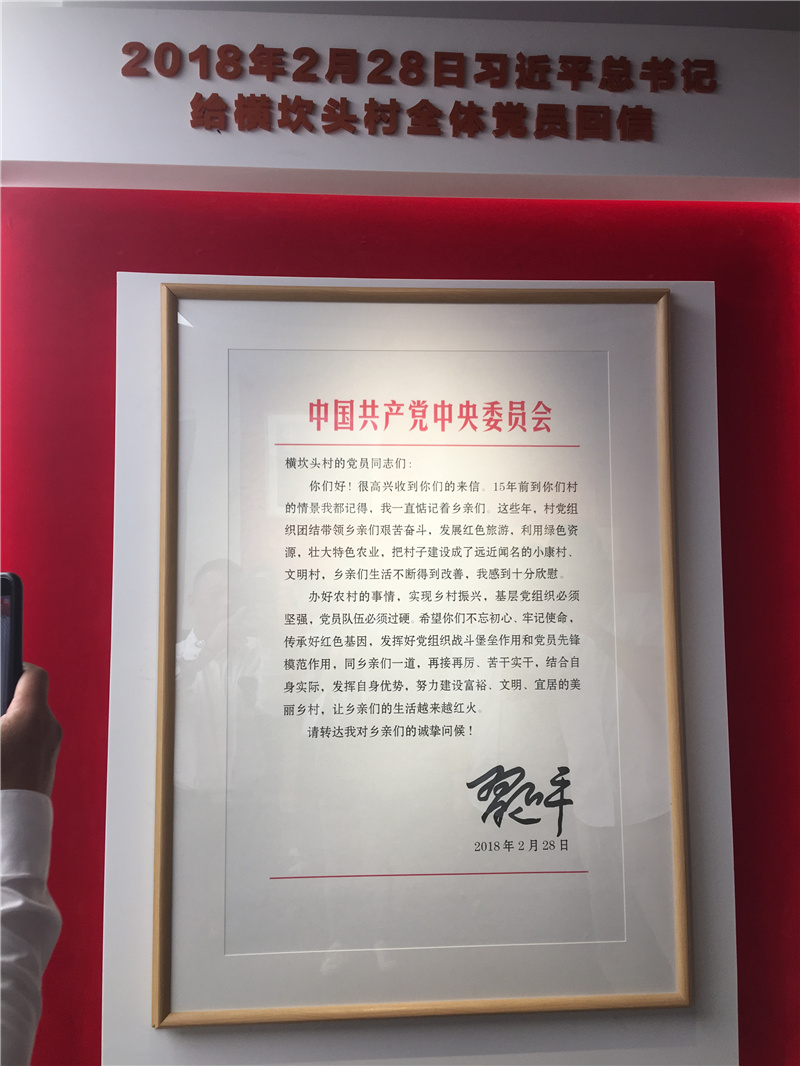 2018年2月28日习近平总书记
给横坎头村全体党员回信
中国共产党中央委员会
横坎头村的党员同志们:
你们好！很高兴收到你们的来信。15年前到你们村
的情景我都记得，我一直惦记着乡亲们。这些年，村党组
织团结带领乡亲们艰苦奋斗，发展红色旅游，利用绿色资
源，壮大特色农业，把村子建设成了远近闻名的小康村、
文明村，乡亲们生活不断得到改善，我感到十分欣慰。
办好农村的事情，实现乡村振兴，基层党组织必须
坚强，党员队伍必须过硬。希望你们不忘初心、牢记使命，
传承好红色基因，发挥好党组织战斗堡垒作用和党员先锋
模范作用，同乡亲们一道，再接再厉、苦干实干，结合自
身实际，发挥自身优势，努力建设富裕、文明、宜居的美
丽乡村，让乡亲们的生活越来越红火。
请转达我对乡亲们的诚挚问候！
习近平
2018年2月28日